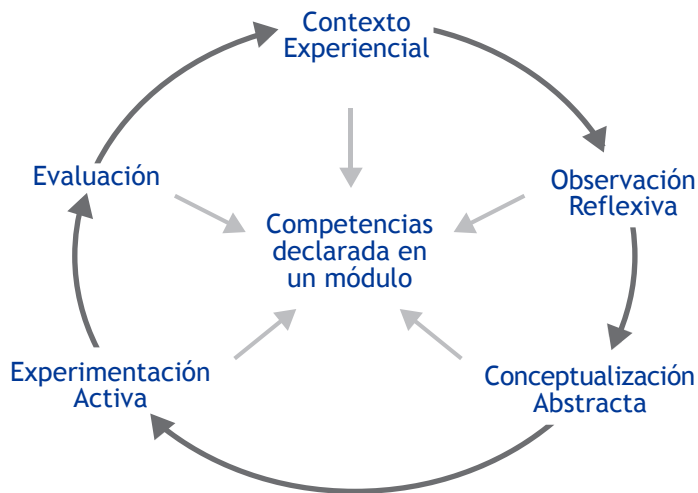 Contexto
Experiencial
Evaluación
Observación
Reflexiva
Competencias
declarada en
un módulo
Experimentación
Activa
Conceptualización
Abstracta